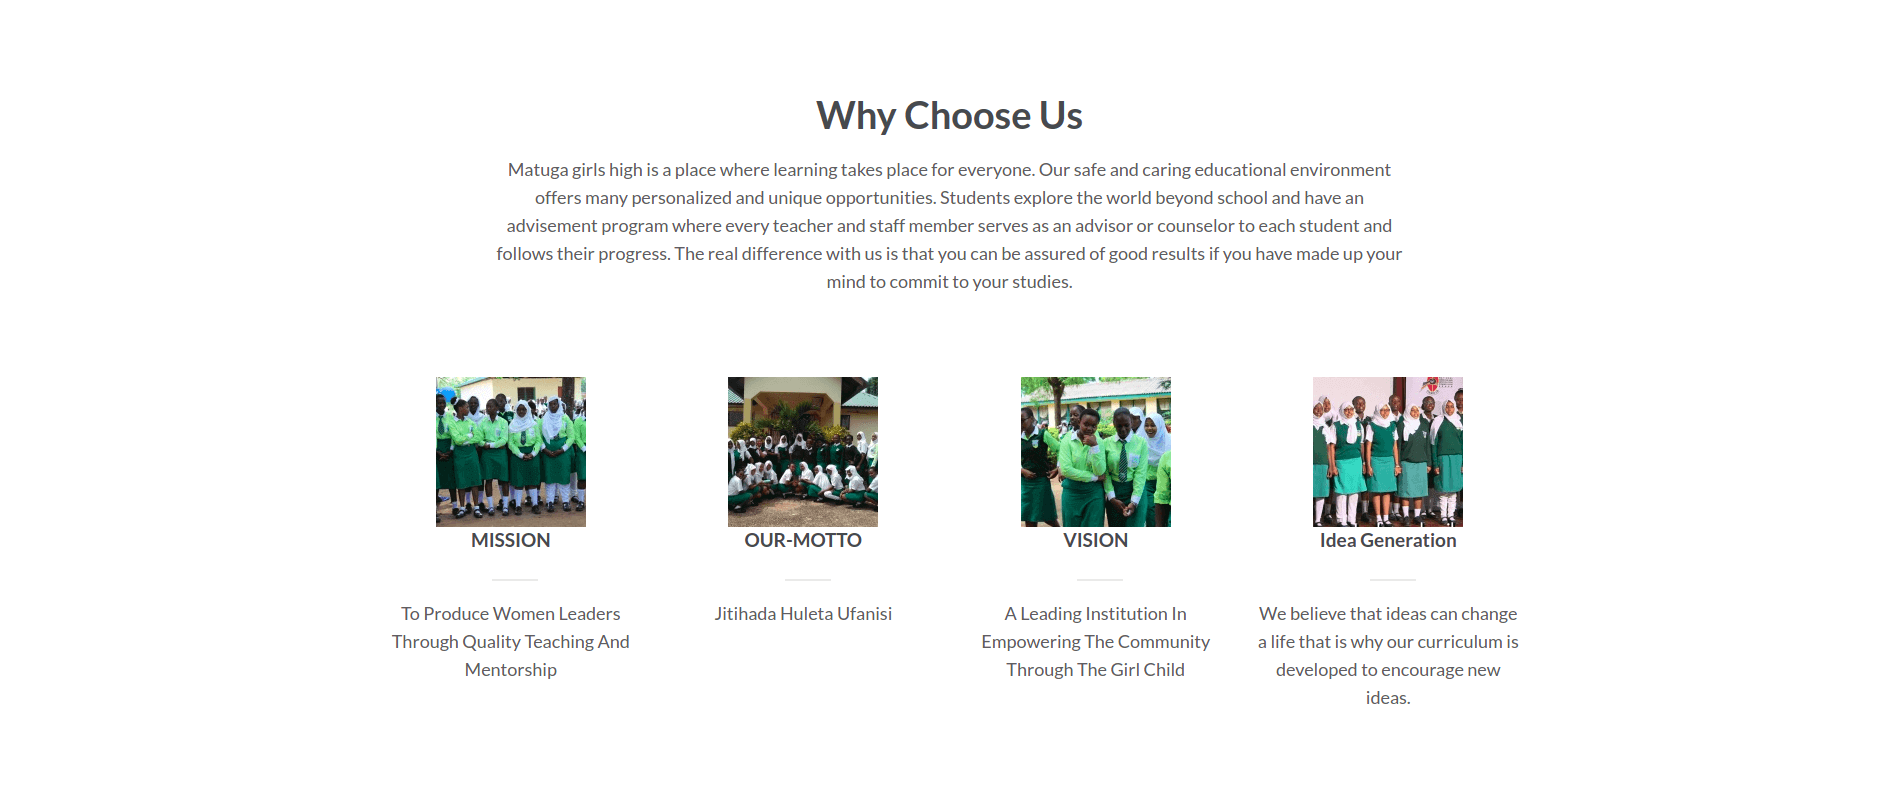 Why Choose Us
Matuga girls high is a place where learning takes place for everyone. Our safe and caring educational environment
offers many personalized and unique opportunities. Students explore the world beyond school and have an
advisement program where every teacher and staff member serves as an advisor or counselor to each student and
follows their progress. The real difference with us is that you can be assured of good results if you have made up your
mind to commit to your studies.
MISSION
To Produce Women Leaders
Through Quality Teaching And
Mentorship
OUR-MOTTO
Jitihada Huleta Ufanisi
VISION
A Leading Institution In
Empowering The Community
Through The Girl Child
Idea Generation
We believe that ideas can change
a life that is why our curriculum is
developed to encourage new
ideas.